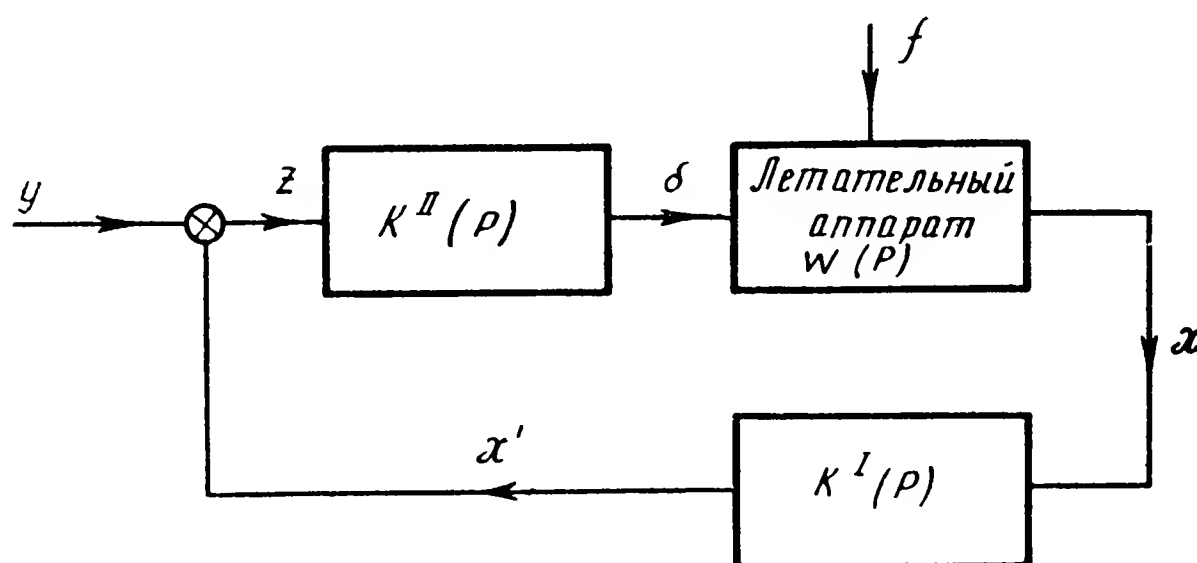 f
y
z
K^II (P)
δ
Летательный
аппарат
W (P)
x
x'
K^I (P)